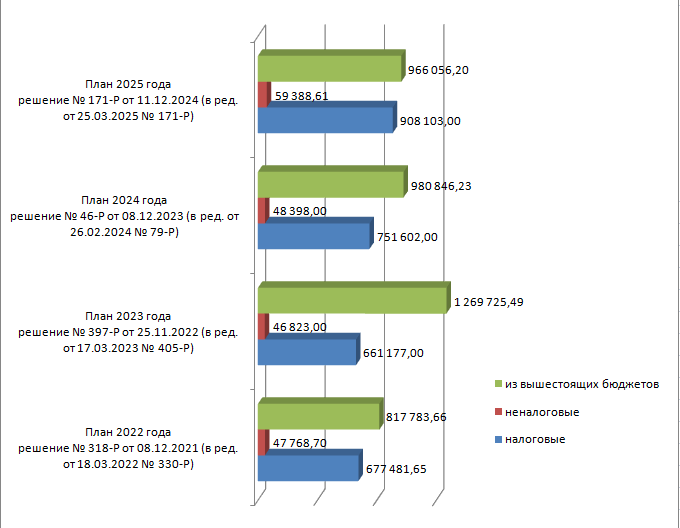 966 056,20
План 2025 года
решение № 171-Р от 11.12.2024 (в ред.
от 25.03.2025 № 171-Р)
59 388,61
908 103,00
980 846,23
План 2024 года
решение № 46-Р от 08.12.2023 (в ред. от
26.02.2024 № 79-Р)
48 398,00
751 602,00
1 269 725,49
План 2023 года
решение № 397-Р от 25.11.2022 (в ред.
от 17.03.2023 № 405-Р)
46 823,00
661 177,00
из вышестоящих бюджетов
неналоговые
налоговые
817 783,66
План 2022 года
решение № 318-Р от 08.12.2021 (в ред.
от 18.03.2022 № 330-Р)
47 768,70
677 481,65